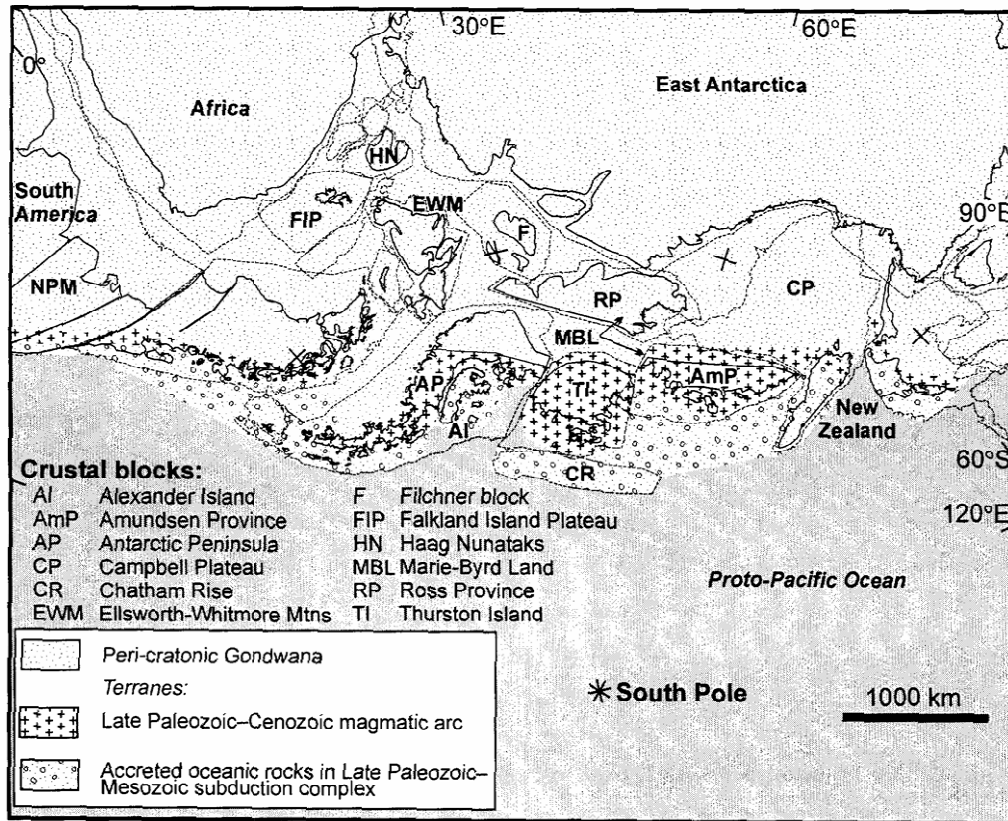 30°E
60°E
0°
Africa
East Antarctica
HN
South
America
FIP
EWM
F
90°E
NPM
RP
CP
MBL
AP
TI
AmP
AI
New
Zealand
CR
60°S
120°E
Crustal blocks:
AI Alexander Island
AmP Amundsen Province
AP Antarctic Peninsula
CP Campbell Plateau
CR Chatham Rise
EWM Ellsworth-Whitmore Mtns
F Filchner block
FIP Falkland Island Plateau
HN Haag Nunataks
MBL Marie-Byrd Land
RP Ross Province
TI Thurston Island
Proto-Pacific Ocean
Peri-cratonic Gondwana
Terranes:
Late Paleozoic–Cenozoic magmatic arc
Accreted oceanic rocks in Late Paleozoic–
Mesozoic subduction complex
South Pole
1000 km